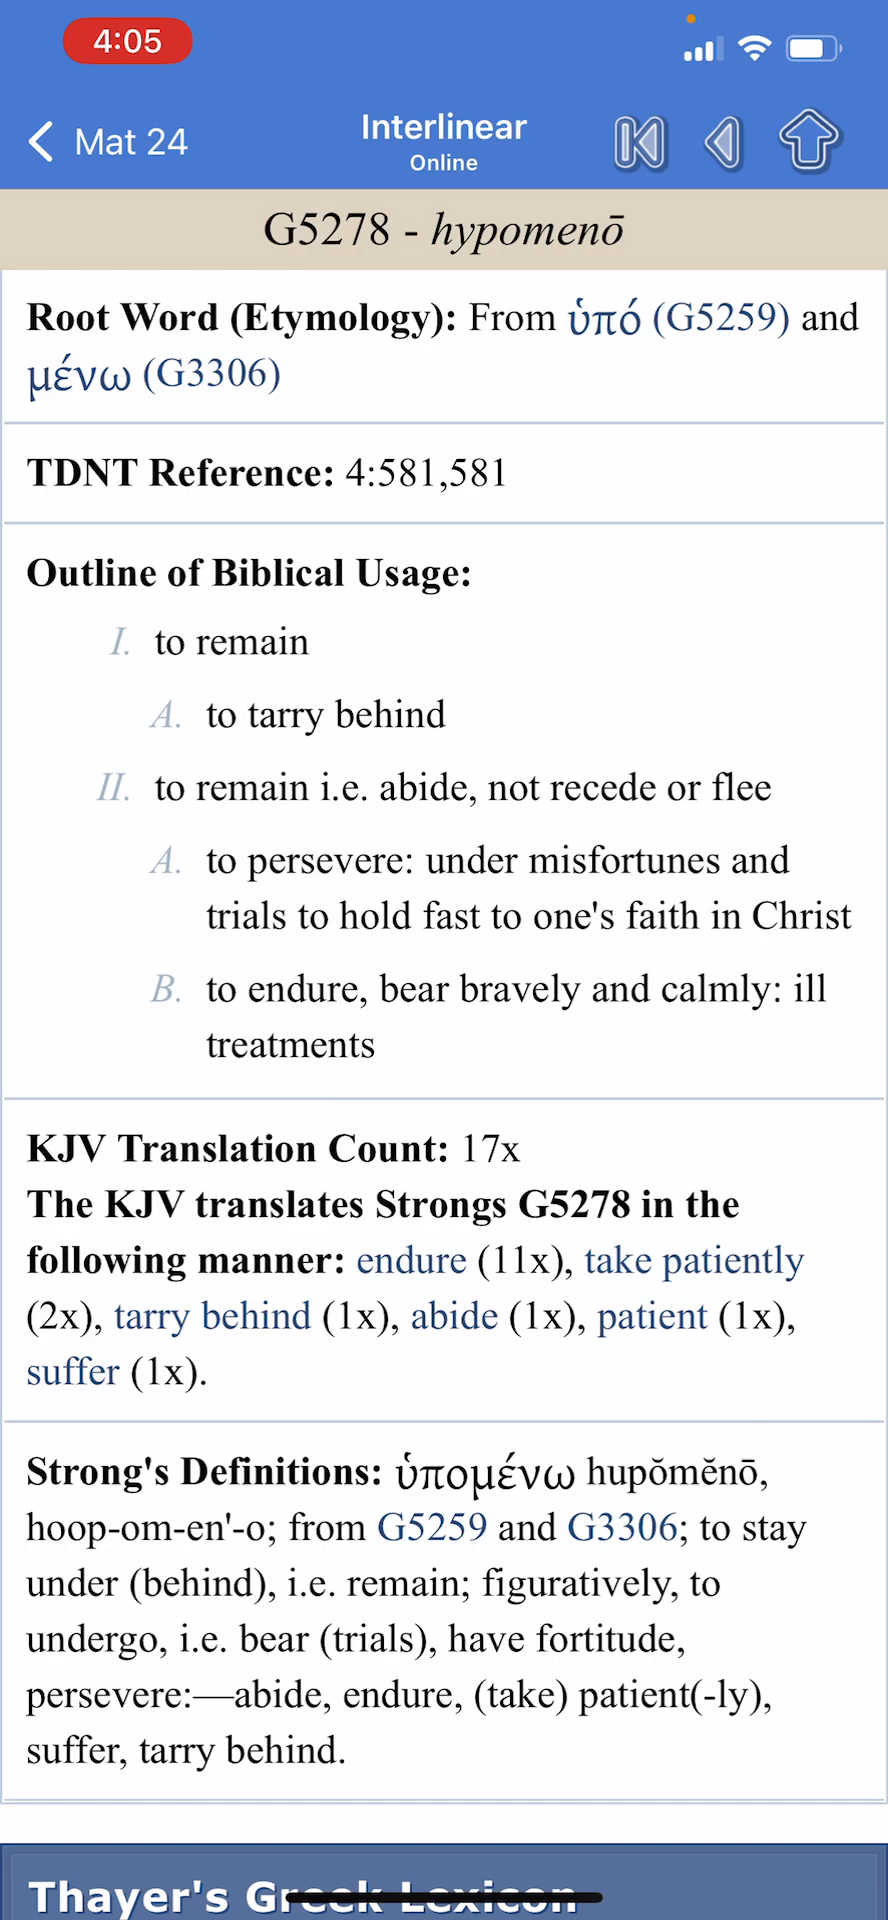 4:05
Mat 24
Interlinear
Online
G5278 - hypomenō
Root Word (Etymology): From ὑπό (G5259) and
μένω (G3306)
TDNT Reference: 4:581,581
Outline of Biblical Usage:
I. to remain
A. to tarry behind
II. to remain i.e. abide, not recede or flee
A. to persevere: under misfortunes and
trials to hold fast to one's faith in Christ
B. to endure, bear bravely and calmly: ill
treatments
KJV Translation Count: 17x
The KJV translates Strongs G5278 in the
following manner: endure (11x), take patiently
(2x), tarry behind (1x), abide (1x), patient (1x),
suffer (1x).
Strong's Definitions: ὑπομένω hupŏmĕnō,
hoop-om-en'-o; from G5259 and G3306; to stay
under (behind), i.e. remain; figuratively, to
undergo, i.e. bear (trials), have fortitude,
persevere:—abide, endure, (take) patient(-ly),
suffer, tarry behind.
Thayer's Greek Lexicon